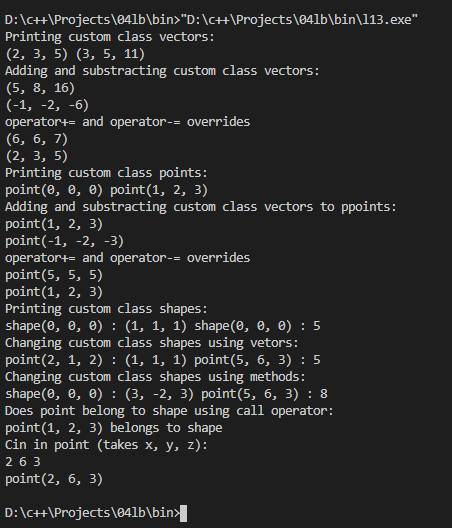 D:\c++\Projects\04lb\bin>"D:\c++\Projects\04lb\bin\l13.exe"
Printing custom class vectors:
(2, 3, 5) (3, 5, 11)
Adding and substracting custom class vectors:
(5, 8, 16)
(-1, -2, -6)
operator+= and operator-= overrides
(6, 6, 7)
(2, 3, 5)
Printing custom class points:
point(0, 0, 0) point(1, 2, 3)
Adding and substracting custom class vectors to ppoints:
point(1, 2, 3)
point(-1, -2, -3)
operator+= and operator-= overrides
point(5, 5, 5)
point(1, 2, 3)
Printing custom class shapes:
shape(0, 0, 0) : (1, 1, 1) shape(0, 0, 0) : 5
Changing custom class shapes using vetors:
point(2, 1, 2) : (1, 1, 1) point(5, 6, 3) : 5
Changing custom class shapes using methods:
shape(0, 0, 0) : (3, -2, 3) point(5, 6, 3) : 8
Does point belong to shape using call operator:
point(1, 2, 3) belongs to shape
Cin in point (takes x, y, z):
2 6 3
point(2, 6, 3)
D:\c++\Projects\04lb\bin>